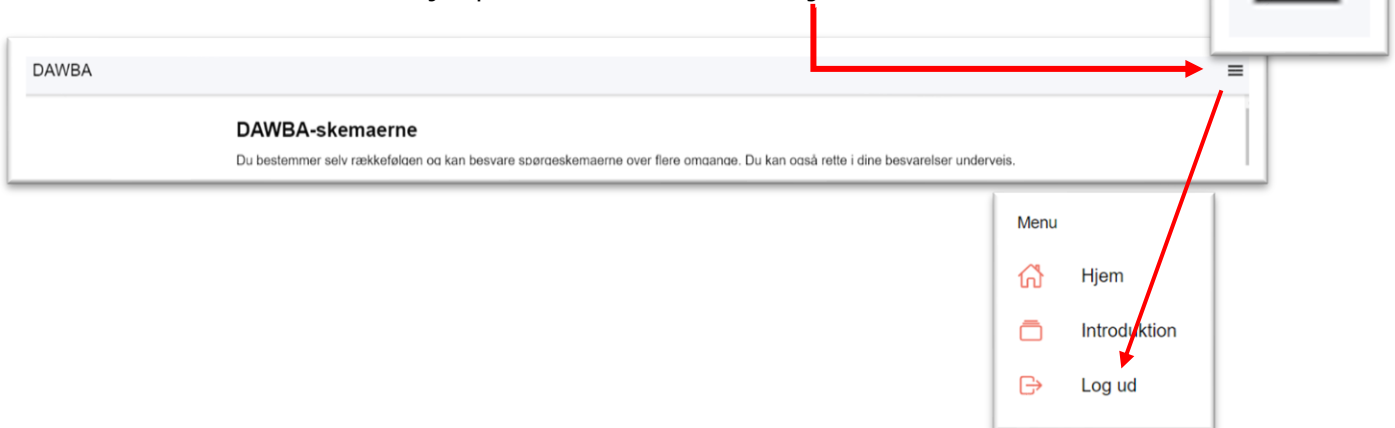 DAWBA
DAWBA-skemaerne
Du bestemmer selv rækkefølgen og kan besvare spørgeskemaerne over flere omgange. Du kan også rette i dine besvarelser undervejs.
Menu
Hjem
Introduktion
Log ud